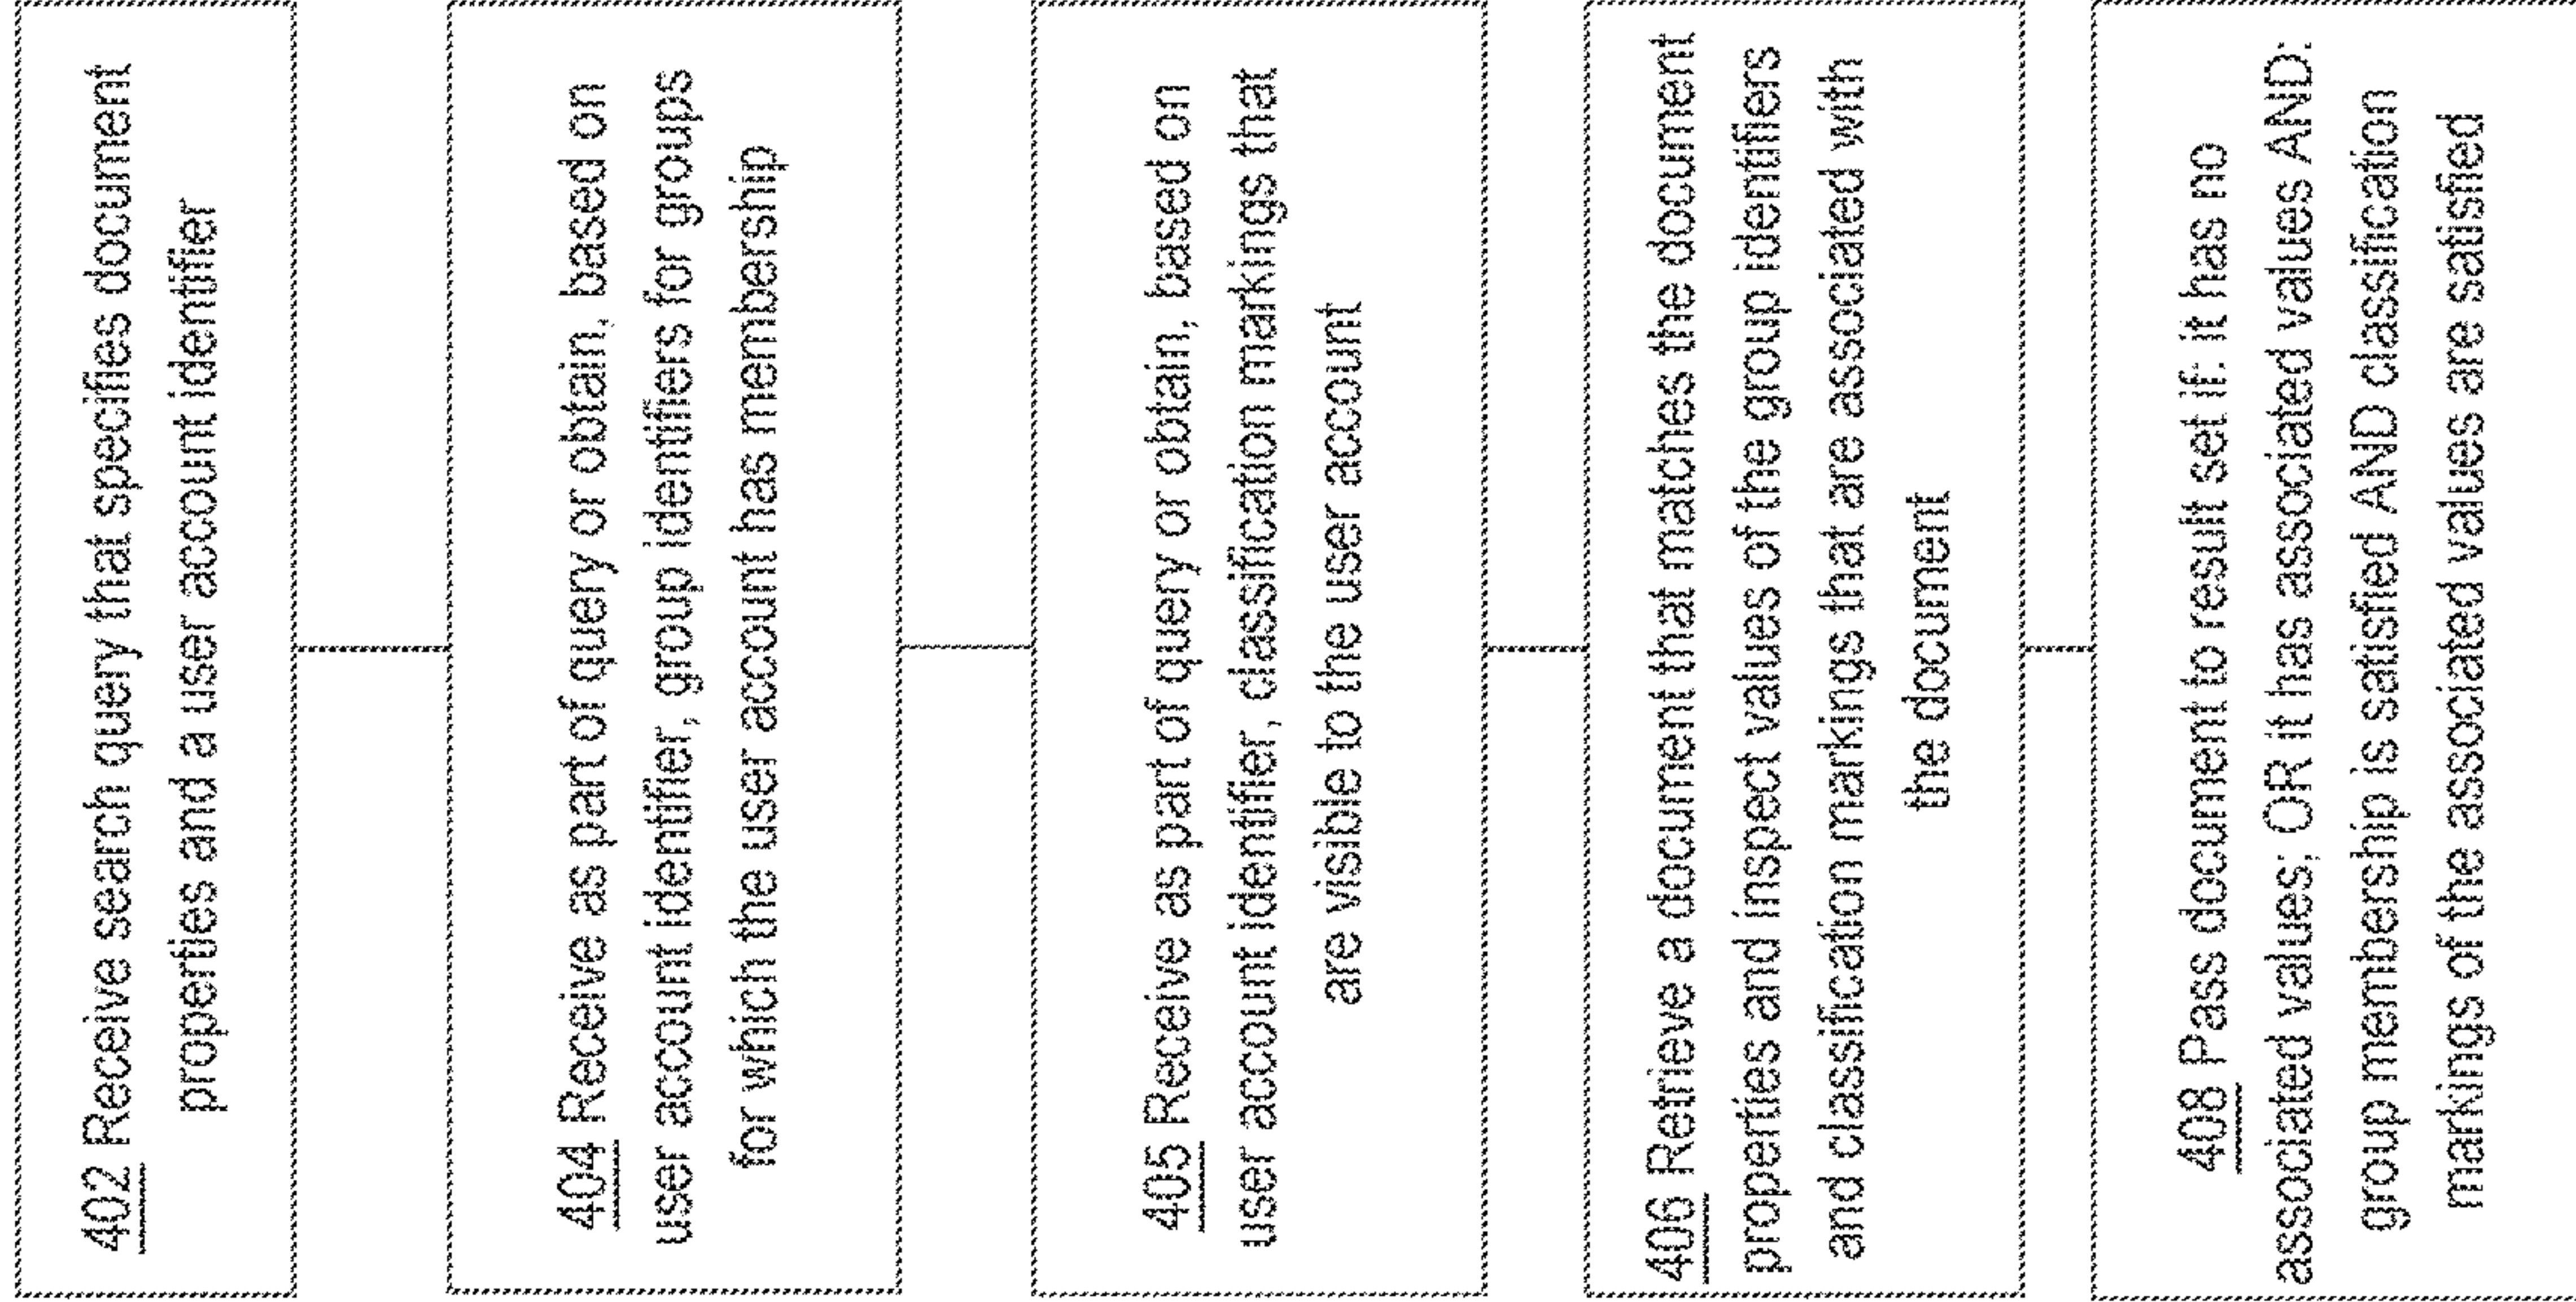 402 Receive search query that specifies document
properties and a user account identifier
404 Receive as part of query or obtain, based on
user account identifier, group identifiers for groups
for which the user account has membership
405 Receive as part of query or obtain, based on
user account identifier, classification markings that
are visible to the user account
406 Retrieve a document that matches the document
properties and inspect values of the group identifiers
and classification markings that are associated with
the document
408 Pass document to result set if: it has no
associated values; OR it has associated values AND:
group membership is satisfied AND classification
markings of the associated values are satisfied